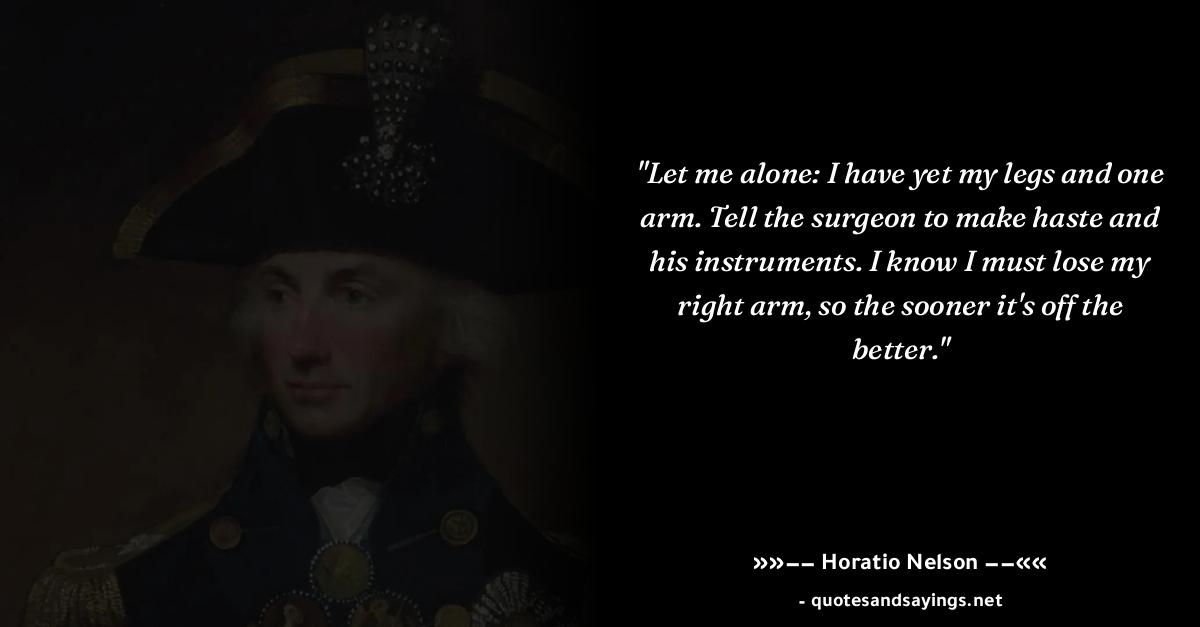 "Let me alone: I have yet my legs and one
arm. Tell the surgeon to make haste and
his instruments. I know I must lose my
right arm, so the sooner it's off the
better."
»»–– Horatio Nelson ––««
- quotesandsayings.net